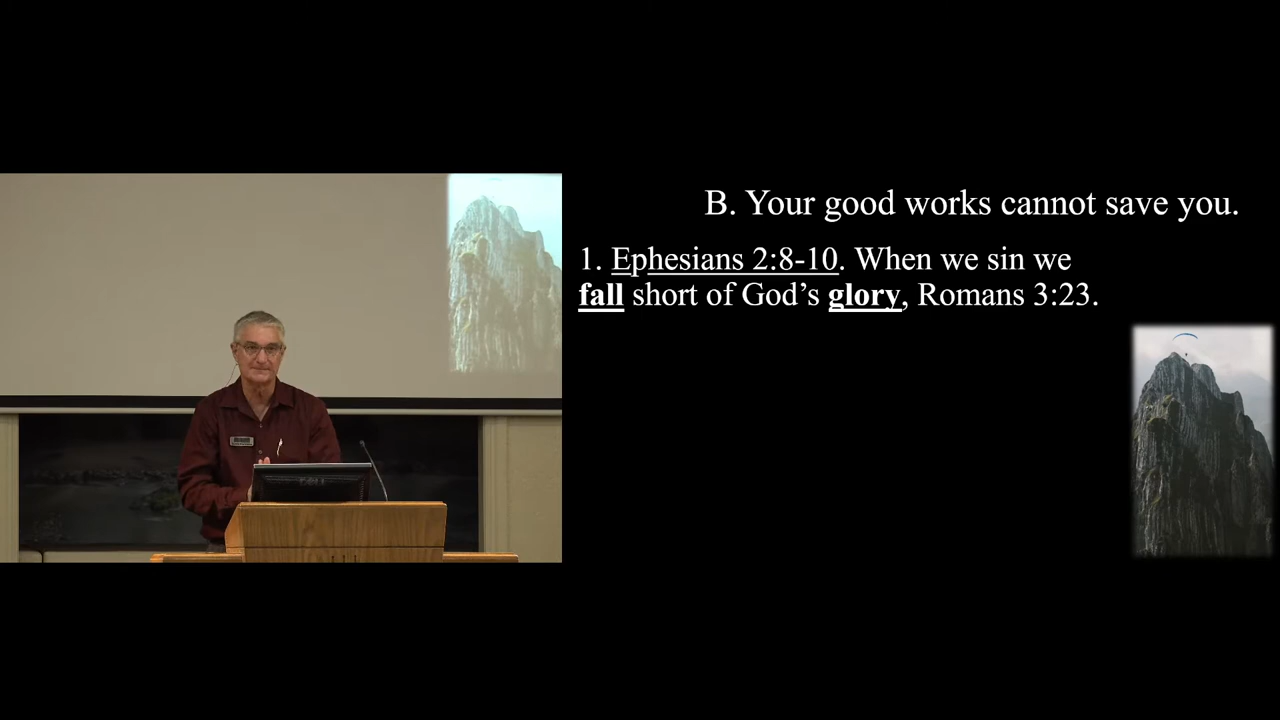 B. Your good works cannot save you.
1. Ephesians 2:8-10. When we sin we
fall short of God’s glory, Romans 3:23.
DELL